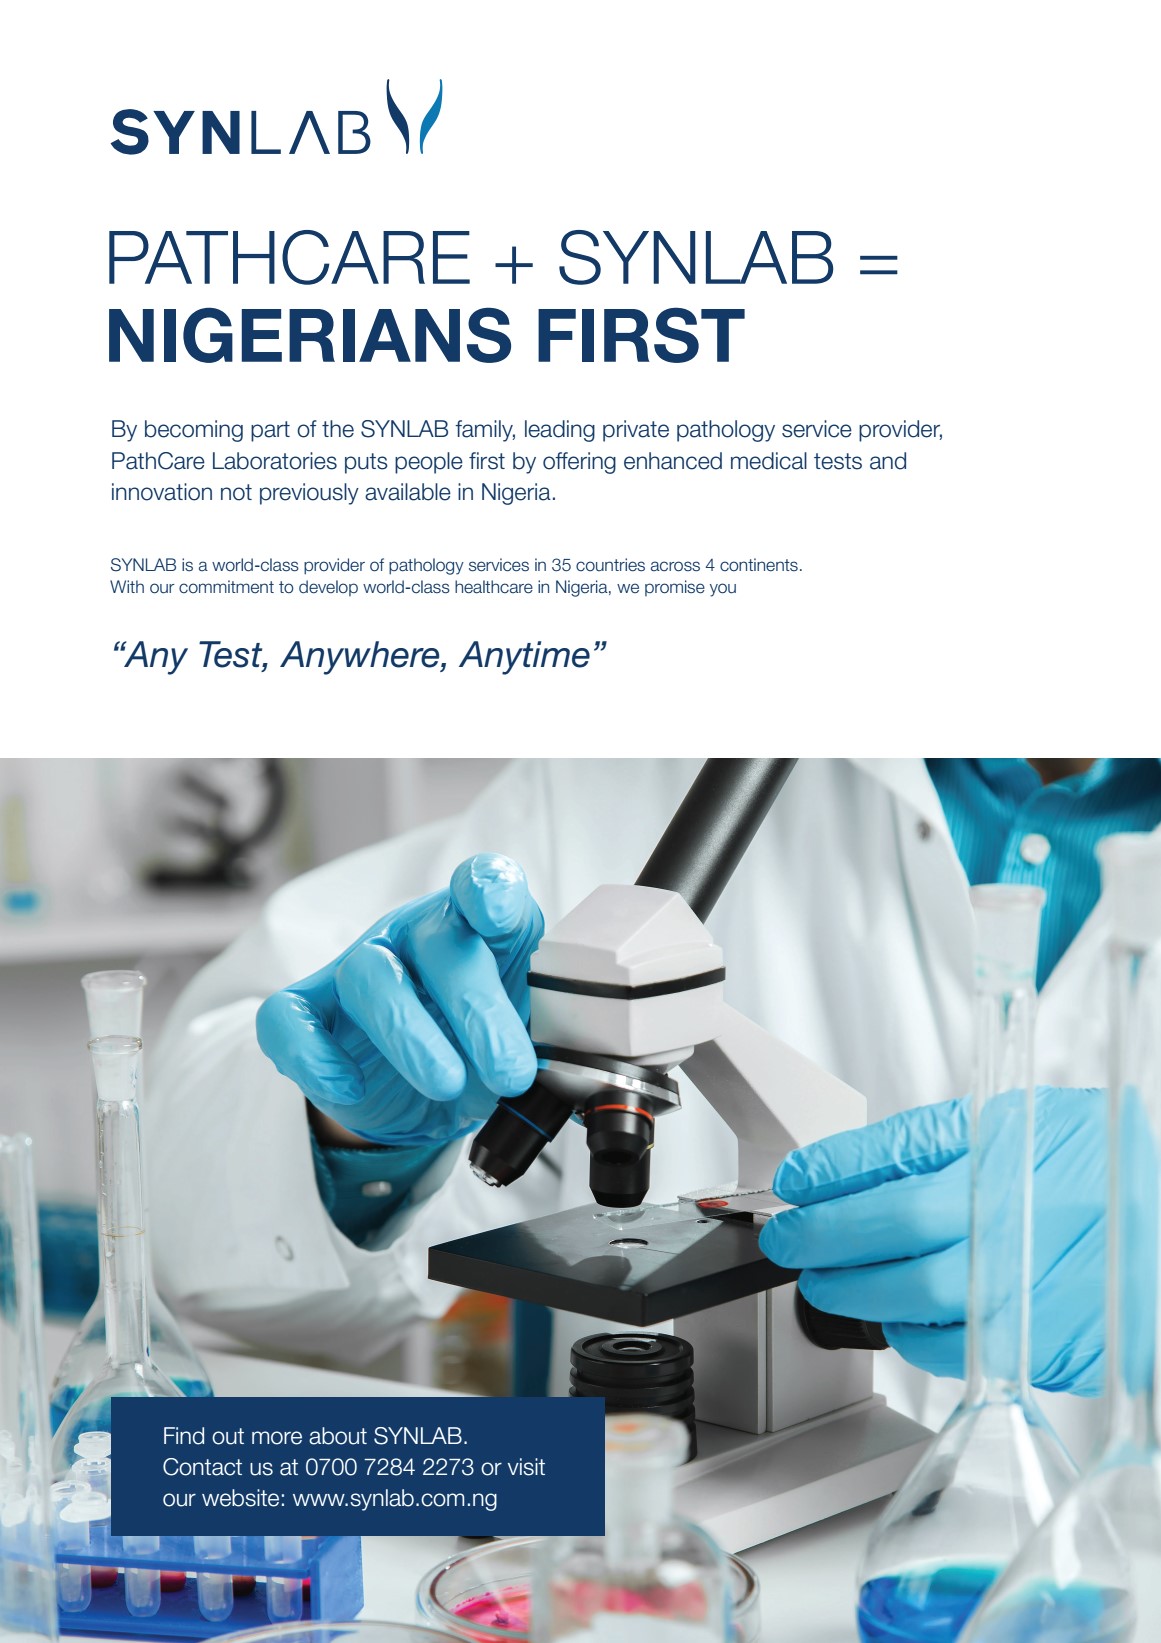 SYNLAB
PATHCARE + SYNLAB =
NIGERIANS FIRST
By becoming part of the SYNLAB family, leading private pathology service provider,
PathCare Laboratories puts people first by offering enhanced medical tests and
innovation not previously available in Nigeria.
SYNLAB is a world-class provider of pathology services in 35 countries across 4 continents.
With our commitment to develop world-class healthcare in Nigeria, we promise you
“Any Test, Anywhere, Anytime”
Find out more about SYNLAB.
Contact us at 0700 7284 2273 or visit
our website: www.synlab.com.ng